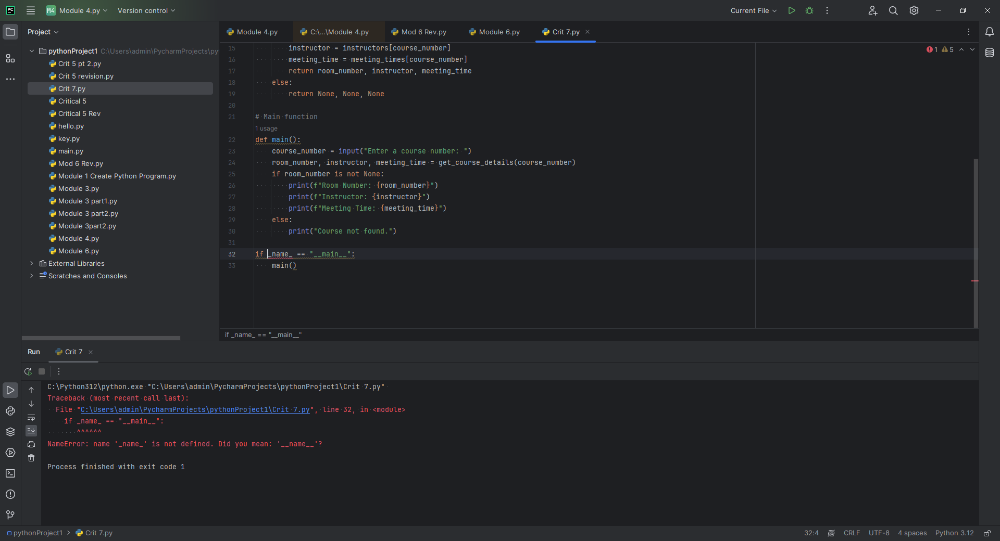 PC M4 Module 4.py Version control Current File
Project
Module 4.py C:\...\Module 4.py Mod 6 Rev.py Module 6.py Crit 7.py
pythonProject1 C:\Users\admin\PycharmProjects\pyt
Crit 5 pt 2.py
Crit 5 revision.py
Crit 7.py
Critical 5
Critical 5 Rev
hello.py
key.py
main.py
Mod 6 Rev.py
Module 1 Create Python Program.py
Module 3.py
Module 3 part1.py
Module 3 part2.py
Module 3part2.py
Module 4.py
Module 6.py
External Libraries
Scratches and Consoles
1 5
15 instructor = instructors[course_number]
16 meeting_time = meeting_times[course_number]
17 return room_number, instructor, meeting_time
18 else:
19 return None, None, None
20
21 # Main function
1 usage
22 def main():
23 course_number = input("Enter a course number: ")
24 room_number, instructor, meeting_time = get_course_details(course_number)
25 if room_number is not None:
26 print(f"Room Number: {room_number}")
27 print(f"Instructor: {instructor}")
28 print(f"Meeting Time: {meeting_time}")
29 else:
30 print("Course not found.")
31
32 if _name_ == "__main__":
33 main()
if _name_ == "__main__"
Run Crit 7
C:\Python312\python.exe "C:\Users\admin\PycharmProjects\pythonProject1\Crit 7.py"
Traceback (most recent call last):
File "C:\Users\admin\PycharmProjects\pythonProject1\Crit 7.py", line 32, in <module>
if _name_ == "__main__":
^^^^^^
NameError: name '_name_' is not defined. Did you mean: '__name__'?
Process finished with exit code 1
pythonProject1 > Crit 7.py 32:4 CRLF UTF-8 4 spaces Python 3.12